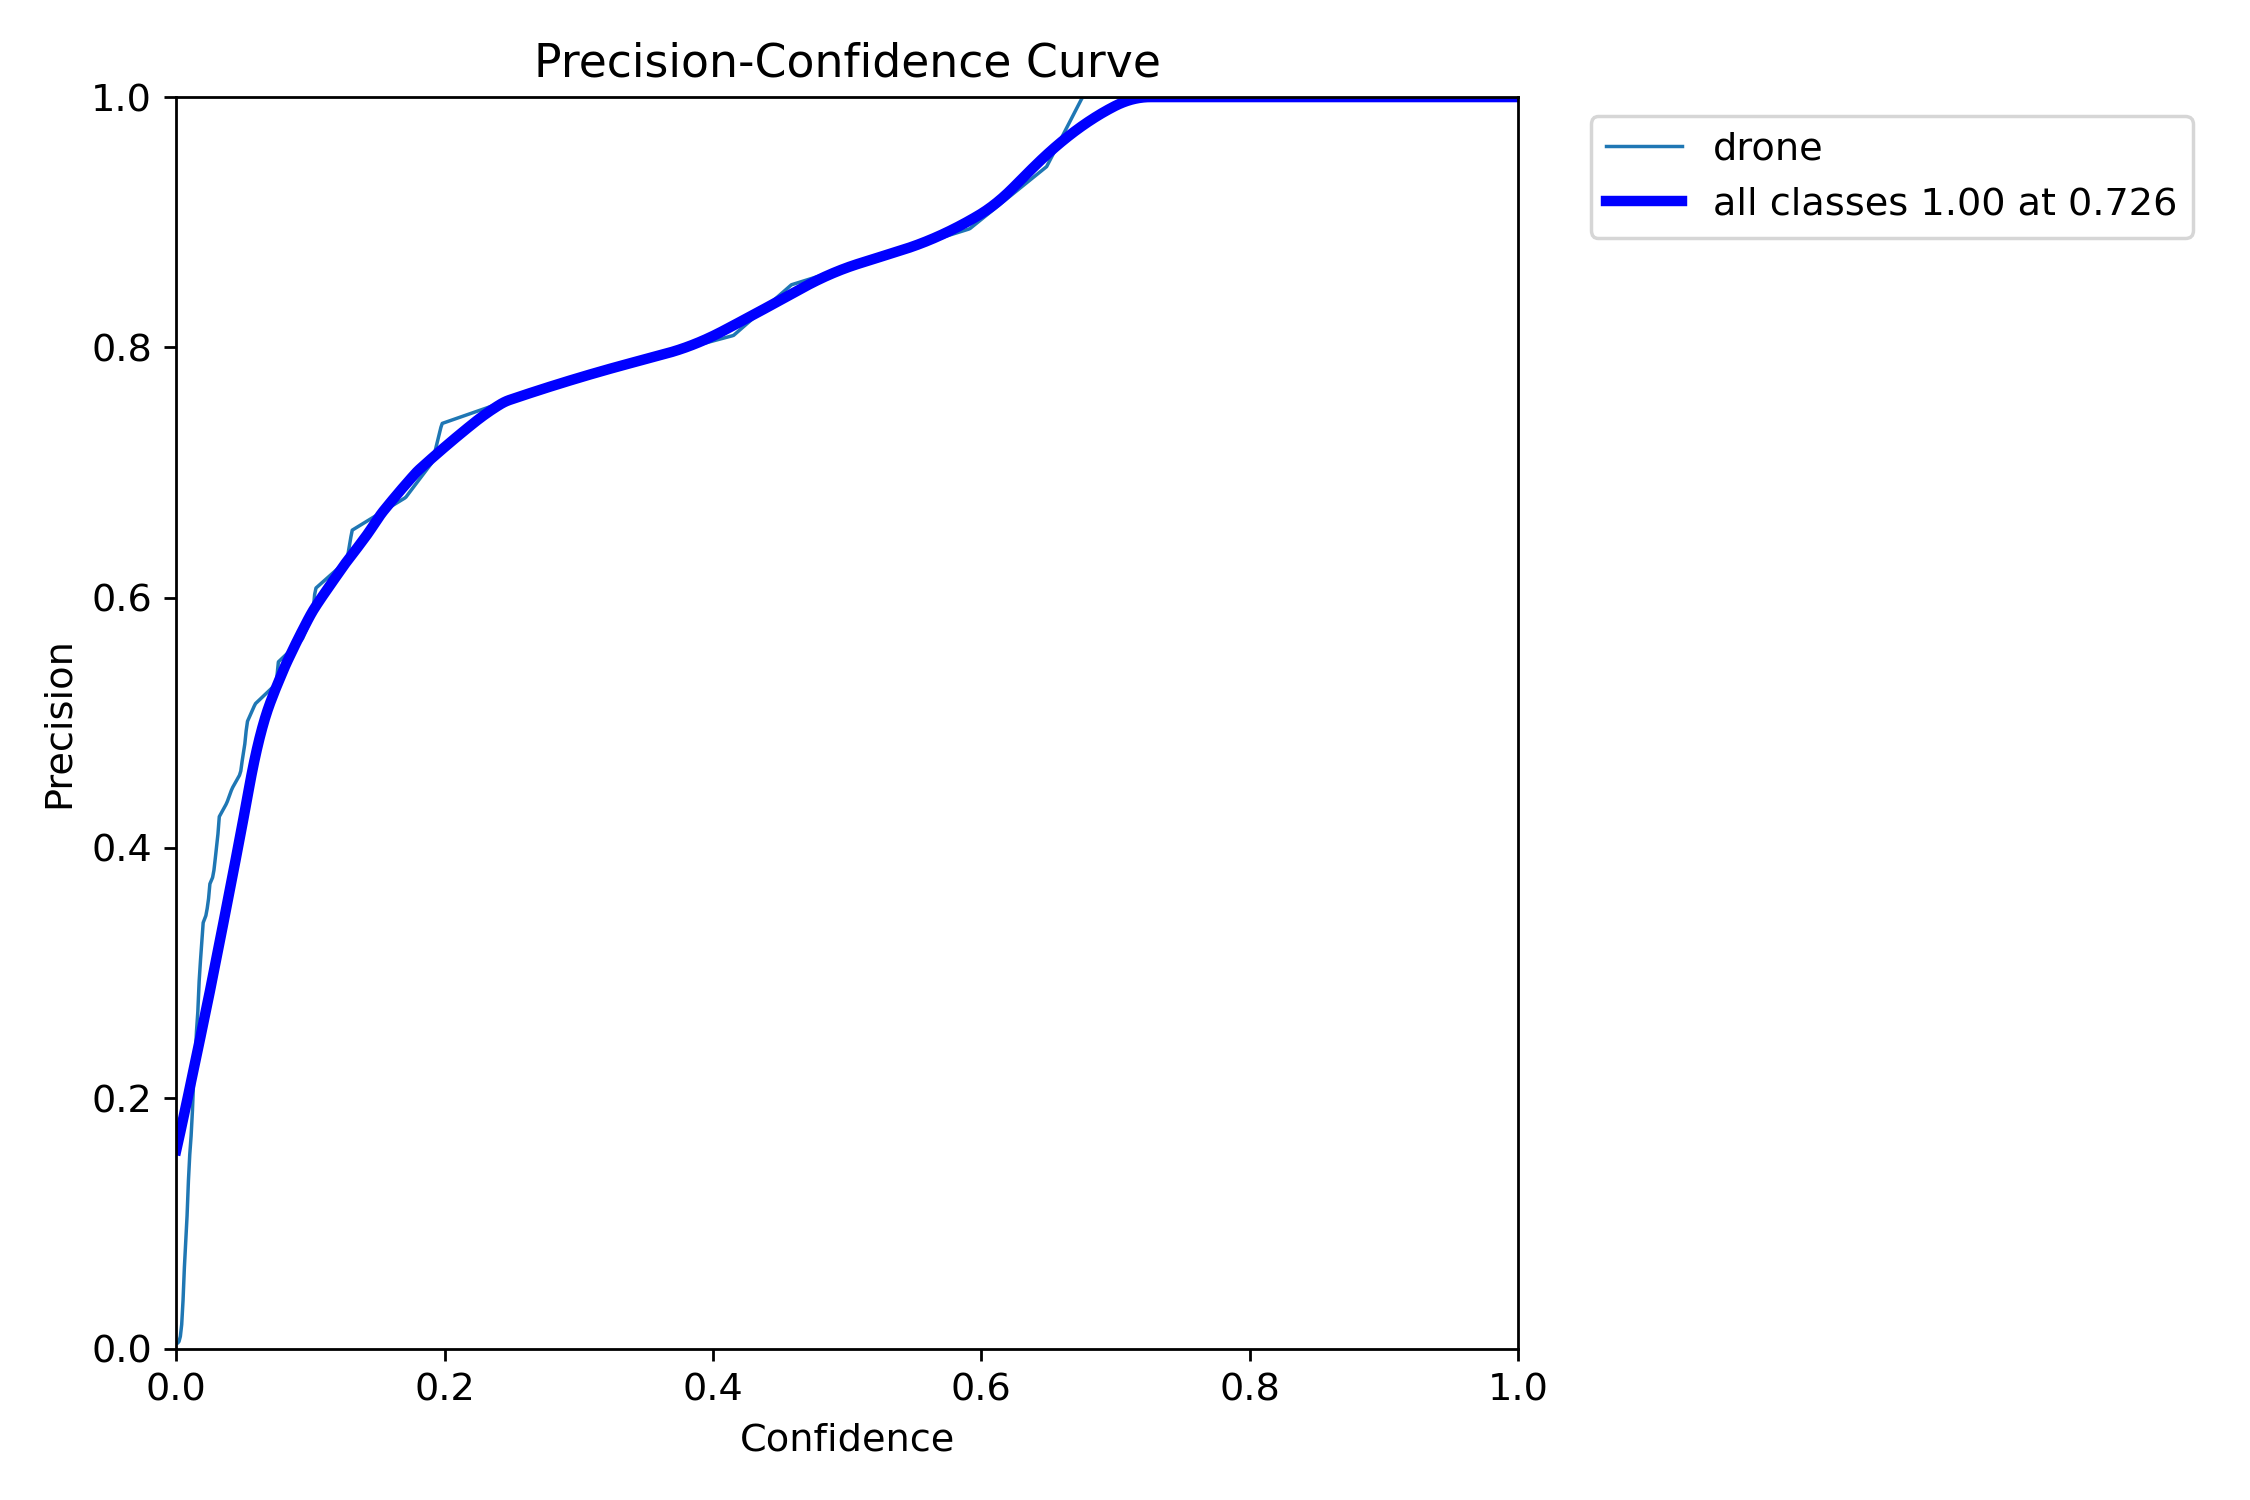 Precision-Confidence Curve
1.0
0.8
0.6
0.4
0.2
0.0
Precision
0.0 0.2 0.4 0.6 0.8 1.0
Confidence
drone
all classes 1.00 at 0.726